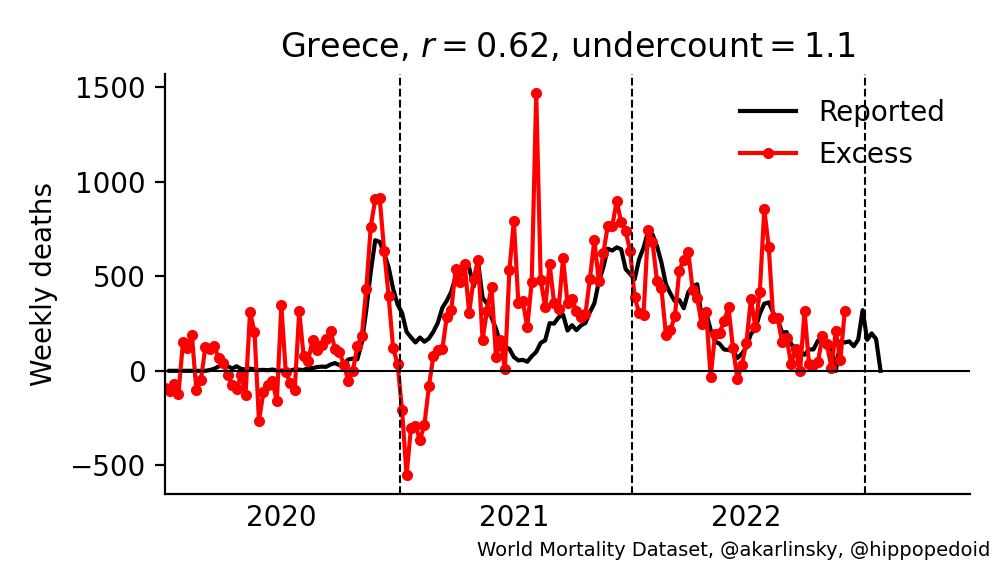 Greece, r = 0.62, undercount = 1.1
1500
1000
500
0
−500
Weekly deaths
Reported
Excess
2020
2021
2022
World Mortality Dataset, @akarlinsky, @hippopedoid